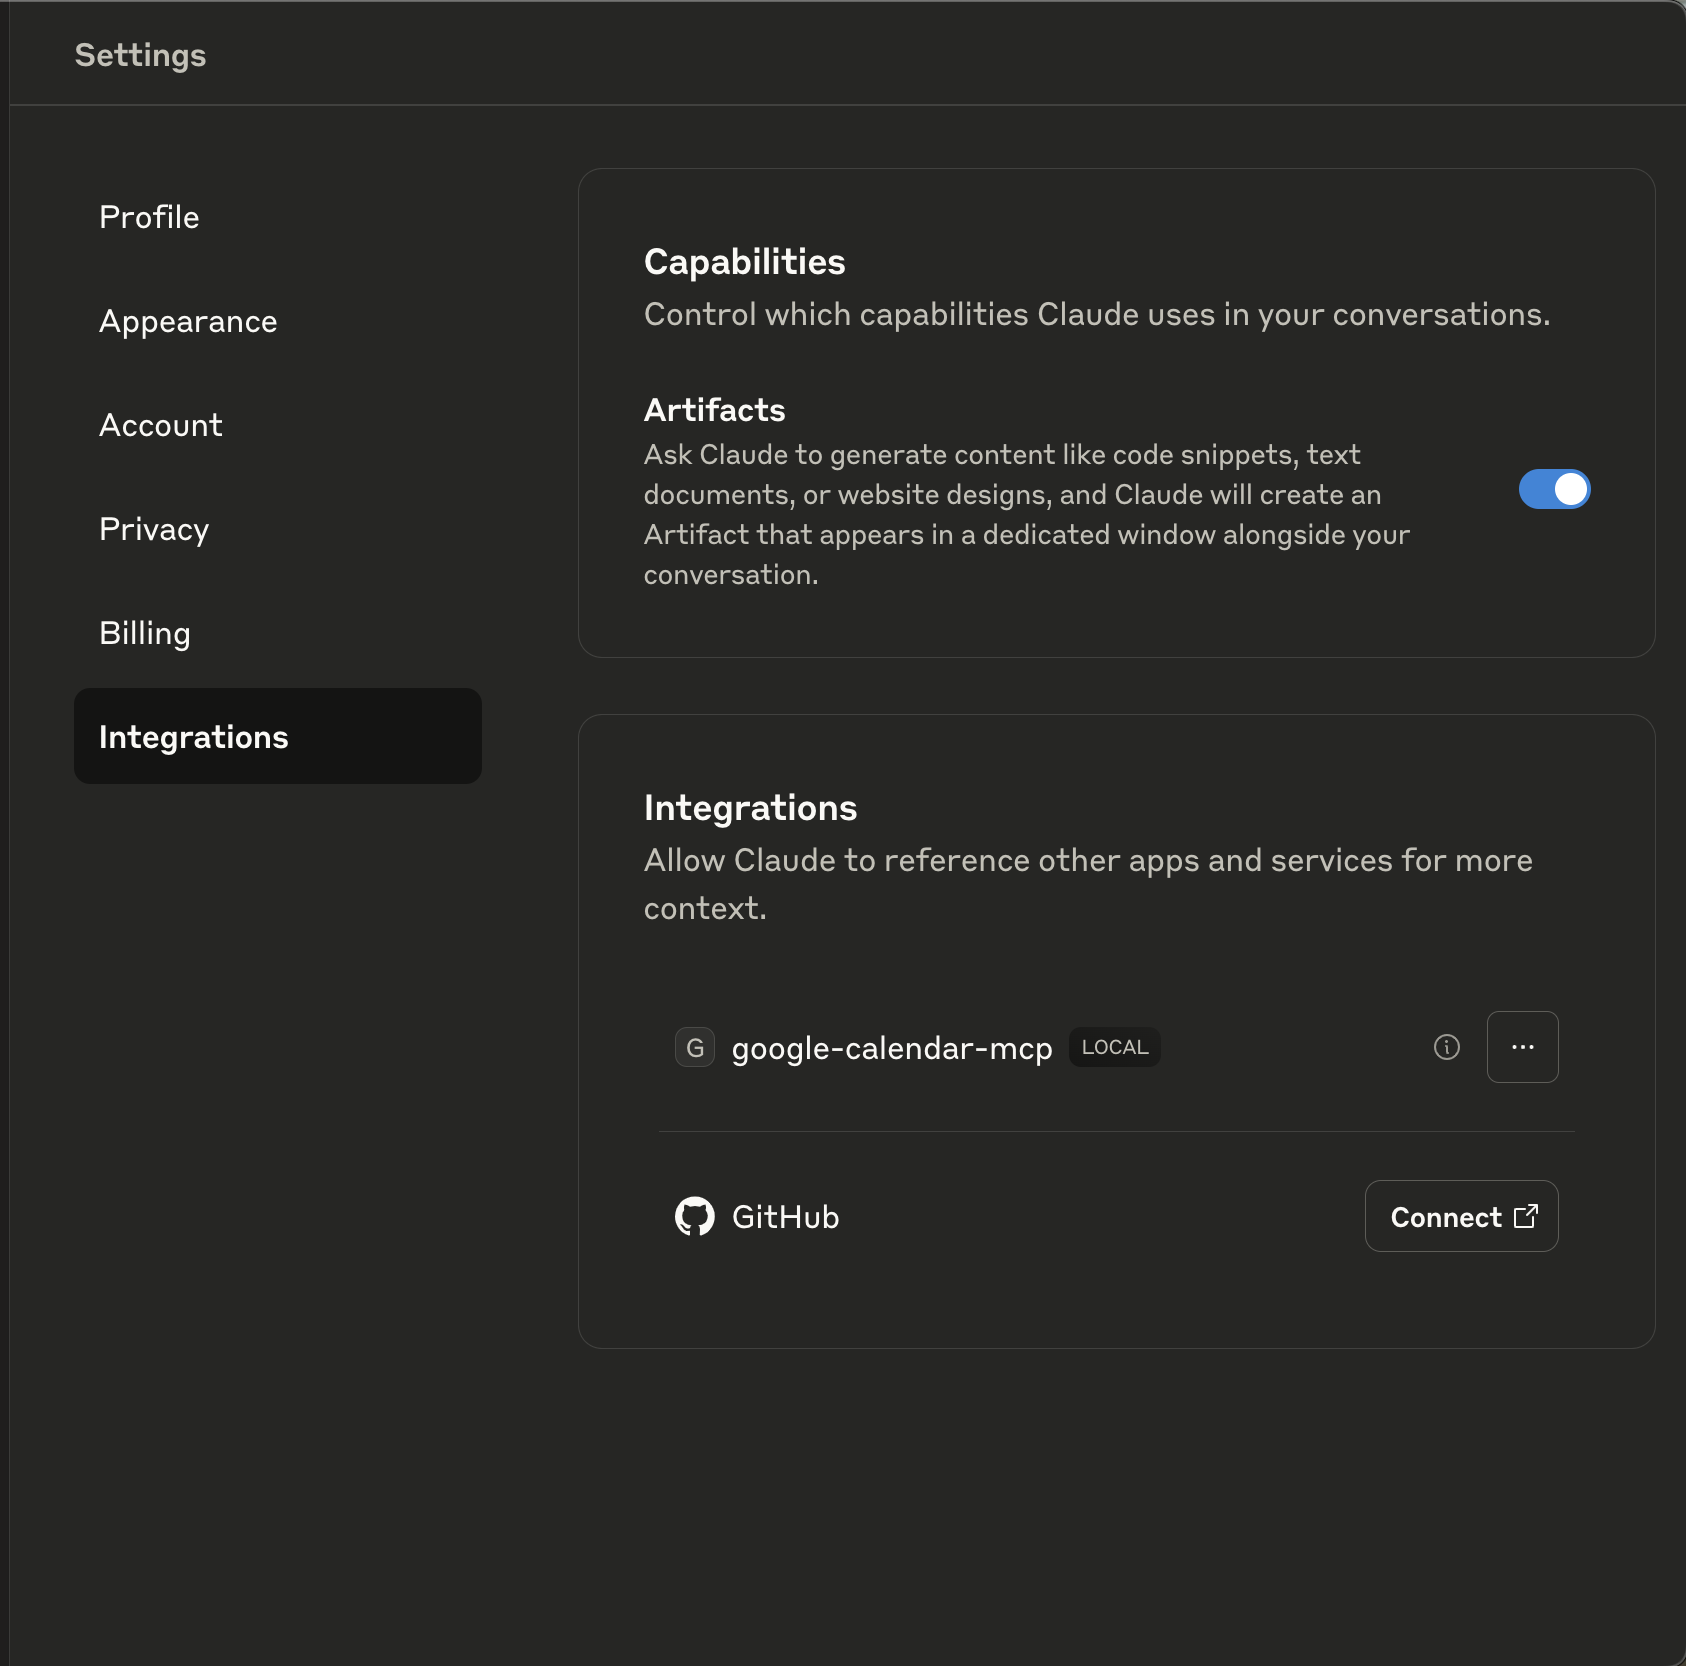 Settings
Profile
Appearance
Account
Privacy
Billing
Integrations
Capabilities
Control which capabilities Claude uses in your conversations.
Artifacts
Ask Claude to generate content like code snippets, text
documents, or website designs, and Claude will create an
Artifact that appears in a dedicated window alongside your
conversation.
Integrations
Allow Claude to reference other apps and services for more
context.
G google-calendar-mcp LOCAL
GitHub Connect